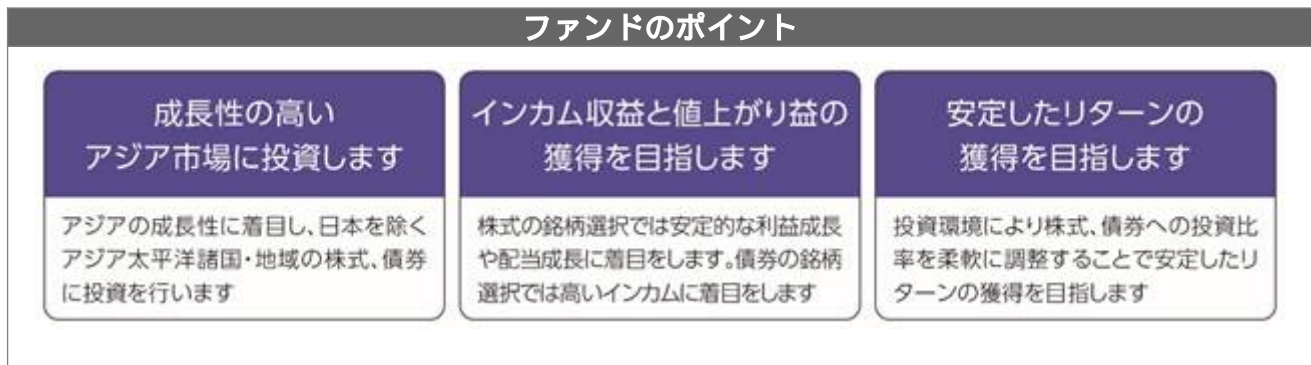 ファンドのポイント
成長性の高い
アジア市場に投資します
アジアの成長性に着目し、日本を除く
アジア太平洋諸国・地域の株式、債券
に投資を行います
インカム収益と値上がり益の
獲得を目指します
株式の銘柄選択では安定的な利益成長
や配当成長に着目をします。債券の銘柄
選択では高いインカムに着目をします
安定したリターンの
獲得を目指します
投資環境により株式、債券への投資比
率を柔軟に調整することで安定したリ
ターンの獲得を目指します